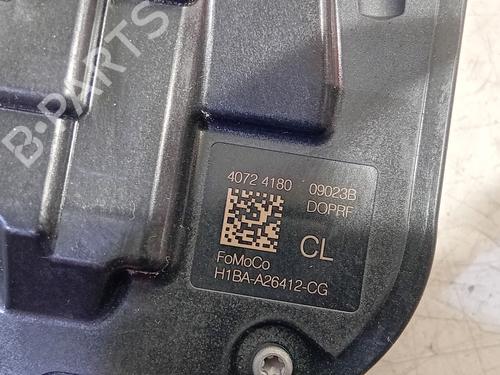 B-PARTS
4072 4180 09023B
DOPRF
CL
FoMoCo
H1BA-A26412-CG